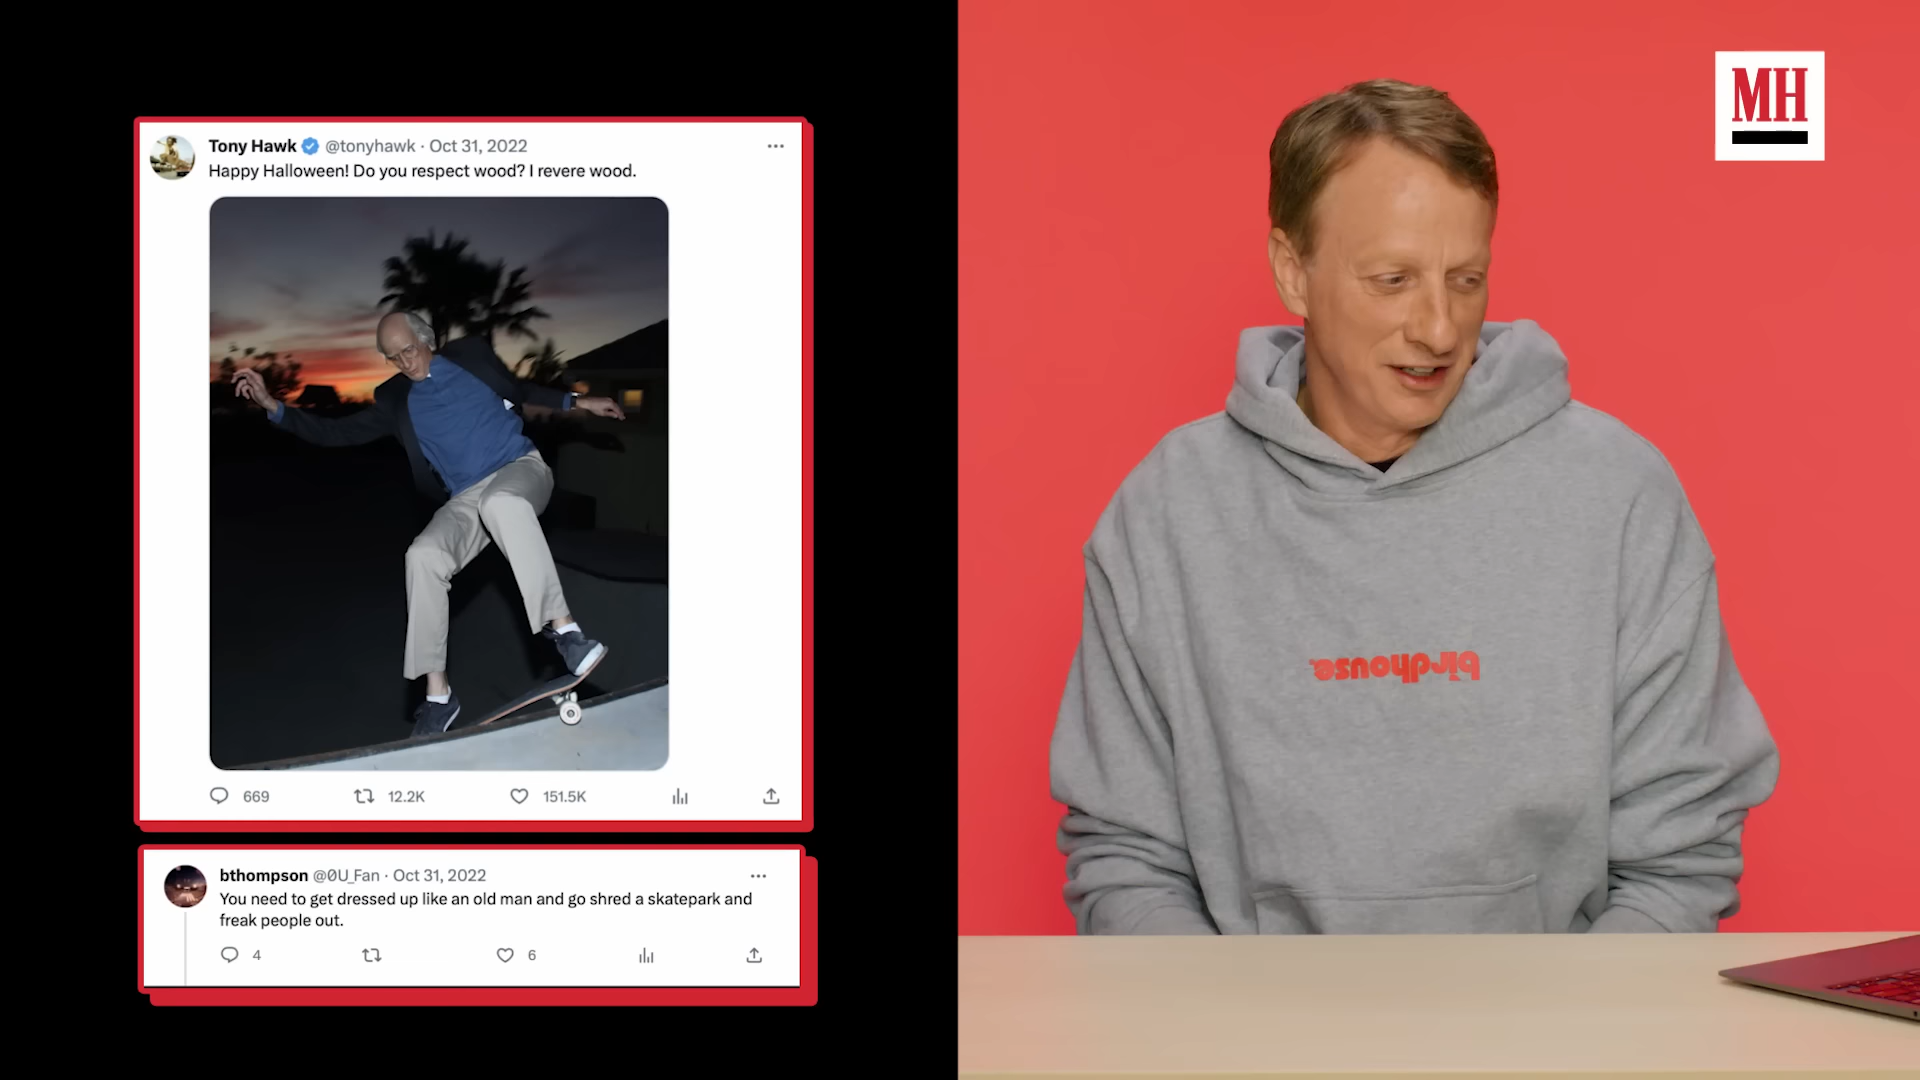 Tony Hawk @tonyhawk · Oct 31, 2022
Happy Halloween! Do you respect wood? I revere wood.
669 12.2K 151.5K
bthompson @0U_Fan · Oct 31, 2022
You need to get dressed up like an old man and go shred a skatepark and
freak people out.
4 6
MH
birdhouse.